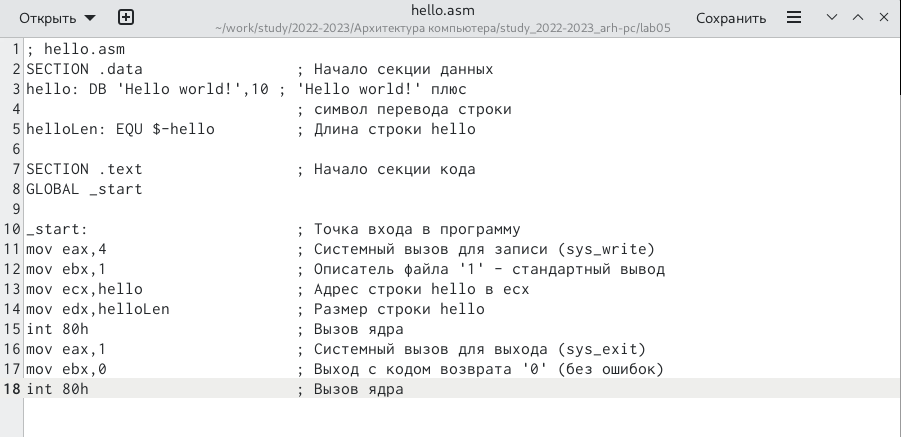 Открыть
hello.asm
~/work/study/2022-2023/Архитектура компьютера/study_2022-2023_arh-pc/lab05
Сохранить
1 ; hello.asm
2 SECTION .data                 ; Начало секции данных
3 hello: DB 'Hello world!',10 ; 'Hello world!' плюс
4                               ; символ перевода строки
5 helloLen: EQU $-hello         ; Длина строки hello
6
7 SECTION .text                 ; Начало секции кода
8 GLOBAL _start
9
10 _start:                       ; Точка входа в программу
11 mov eax,4                     ; Системный вызов для записи (sys_write)
12 mov ebx,1                     ; Описатель файла '1' - стандартный вывод
13 mov ecx,hello                 ; Адрес строки hello в ecx
14 mov edx,helloLen              ; Размер строки hello
15 int 80h                       ; Вызов ядра
16 mov eax,1                     ; Системный вызов для выхода (sys_exit)
17 mov ebx,0                     ; Выход с кодом возврата '0' (без ошибок)
18 int 80h                       ; Вызов ядра